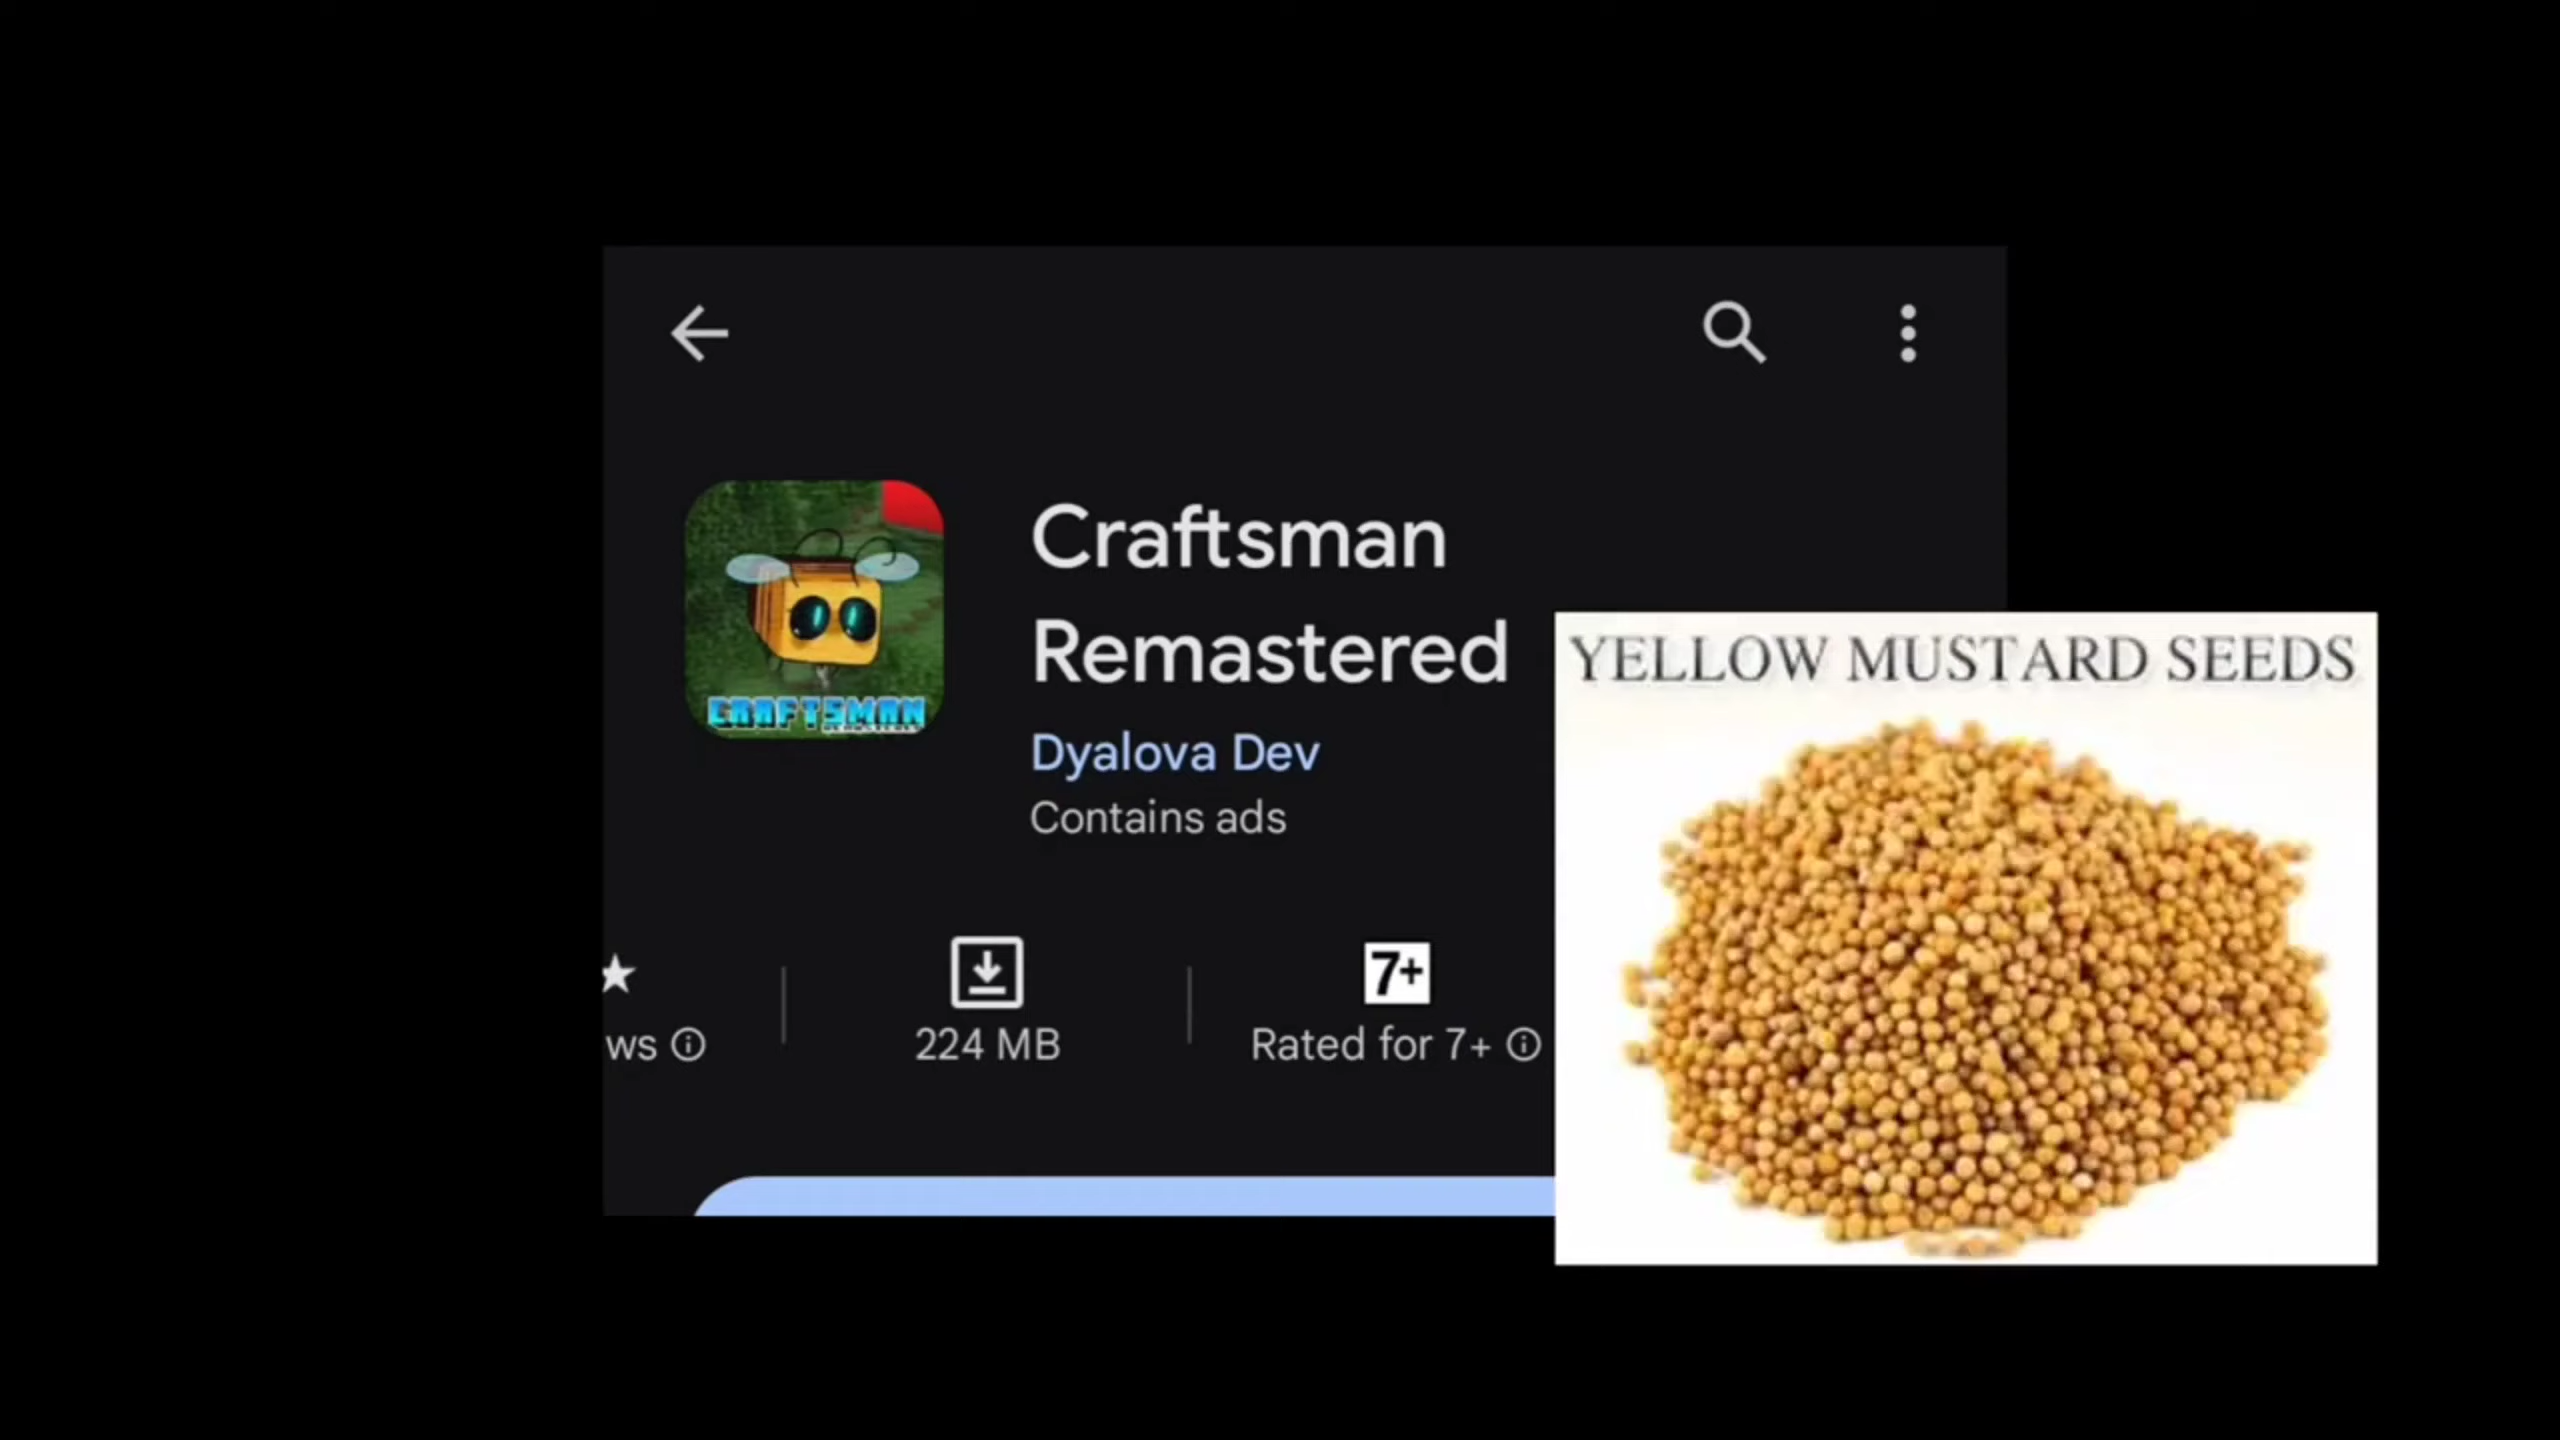 Craftsman
Remastered
Dyalova Dev
Contains ads
CRAFTSMAN
YELLOW MUSTARD SEEDS
7+
ws
224 MB
Rated for 7+